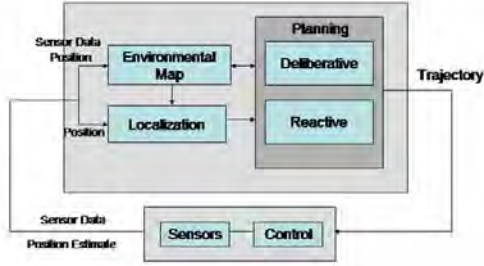 Planning
Sensor Data
Position
Environmental
Map
Deliberative
Trajectory
Position
Localization
Reactive
Sensor Data
Position Estimate
Sensors
Control